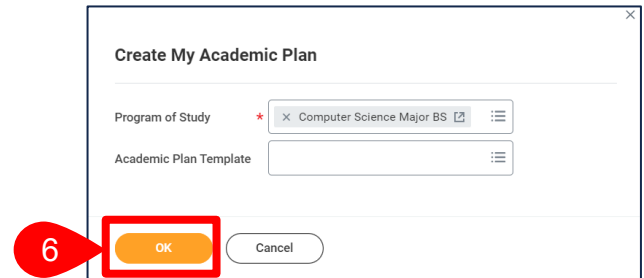 Create My Academic Plan
Program of Study * × Computer Science Major BS
Academic Plan Template
6 OK Cancel